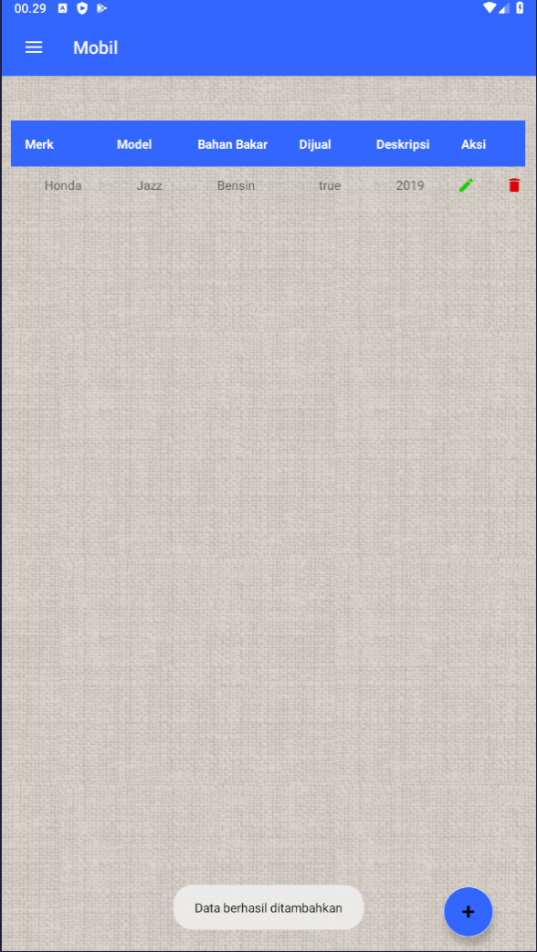 00.29
Mobil
Merk Model Bahan Bakar Dijual Deskripsi Aksi
Honda Jazz Bensin true 2019
Data berhasil ditambahkan
+